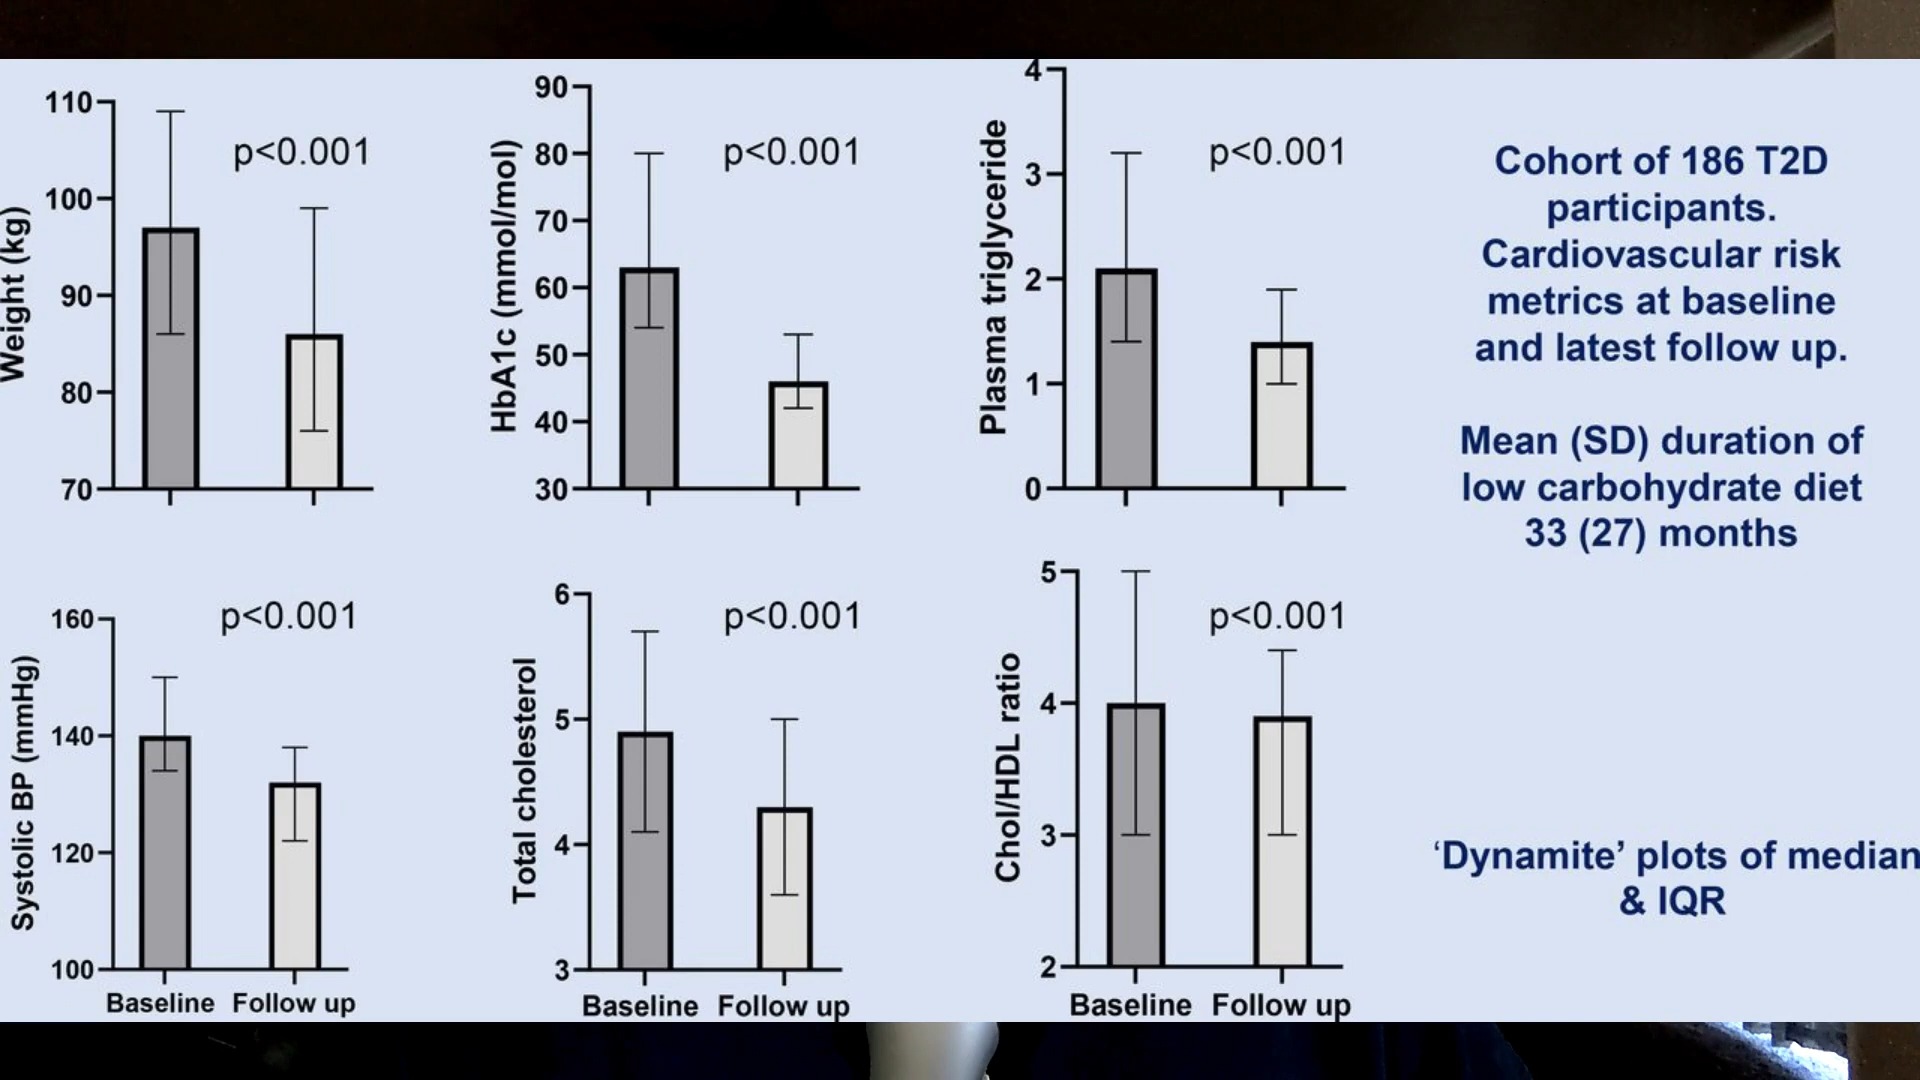 110
100
90
80
70
Weight (kg)
p<0.001
90
80
70
60
50
40
30
HbA1c (mmol/mol)
p<0.001
4
3
2
1
0
Plasma triglyceride
p<0.001
Cohort of 186 T2D
participants.
Cardiovascular risk
metrics at baseline
and latest follow up.
Mean (SD) duration of
low carbohydrate diet
33 (27) months
160
140
120
100
Systolic BP (mmHg)
p<0.001
Baseline Follow up
6
5
4
3
Total cholesterol
p<0.001
Baseline Follow up
5
4
3
2
Chol/HDL ratio
p<0.001
Baseline Follow up
‘Dynamite’ plots of median
& IQR